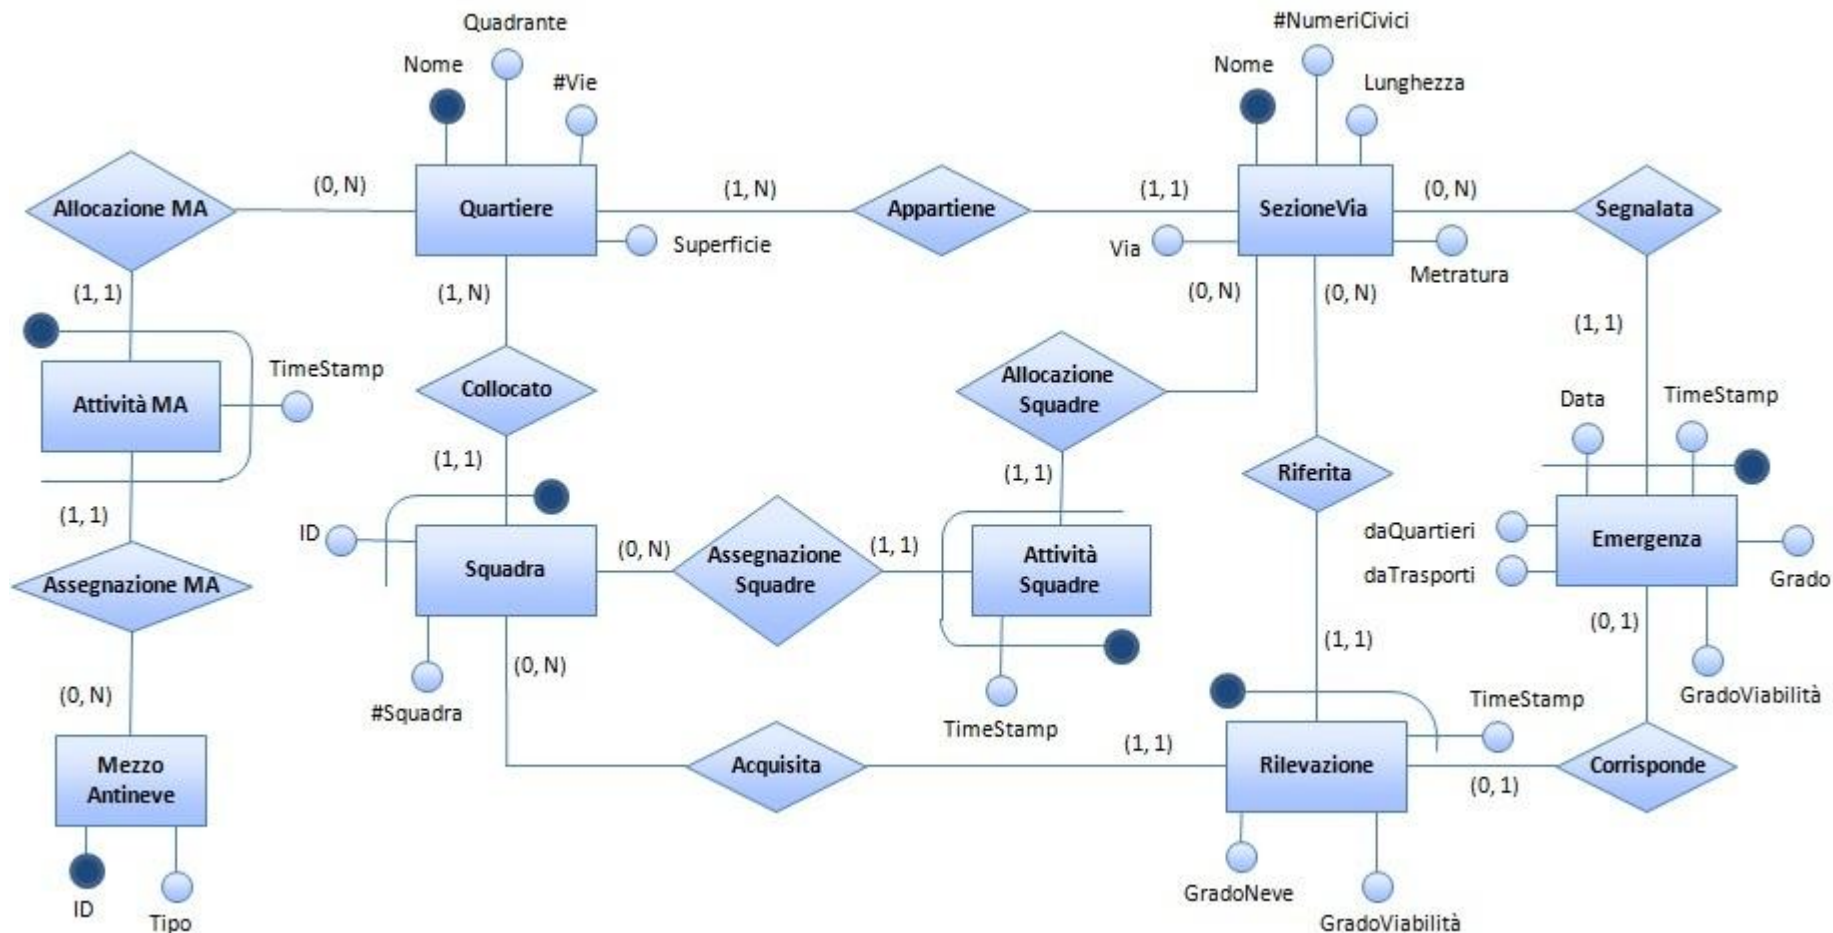 Quadrante
#NumeriCivici
Nome
#Vie
Nome
Lunghezza
Allocazione MA
(0, N)
Quartiere
(1, N)
Appartiene
(1, 1)
SezioneVia
(0, N)
Segnalata
Superficie
Via
Metratura
(1, 1)
(1, N)
(0, N)
(0, N)
(1, 1)
TimeStamp
Attività MA
Collocato
Allocazione
Squadre
Data
TimeStamp
(1, 1)
(1, 1)
Riferita
(1, 1)
ID
Squadra
(0, N)
Assegnazione
Squadre
(1, 1)
Attività
Squadre
daQuartieri
daTrasporti
Emergenza
Grado
Assegnazione MA
(0, N)
(1, 1)
(0, 1)
(0, N)
#Squadra
TimeStamp
TimeStamp
GradoViabilità
Mezzo
Antineve
Acquisita
(1, 1)
Rilevazione
(0, 1)
Corrisponde
ID
Tipo
GradoNeve
GradoViabilità